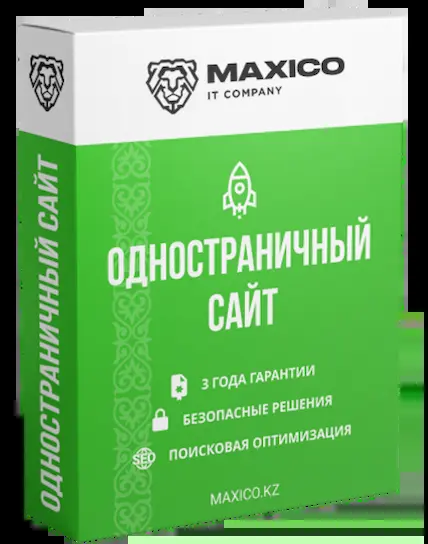 MAXICO
IT COMPANY
ОДНОСТРАНИЧНЫЙ
САЙТ
3 ГОДА ГАРАНТИИ
БЕЗОПАСНЫЕ РЕШЕНИЯ
SEO
ПОИСКОВАЯ ОПТИМИЗАЦИЯ
MAXICO.KZ
ОДНОСТРАНИЧНЫЙ САЙТ